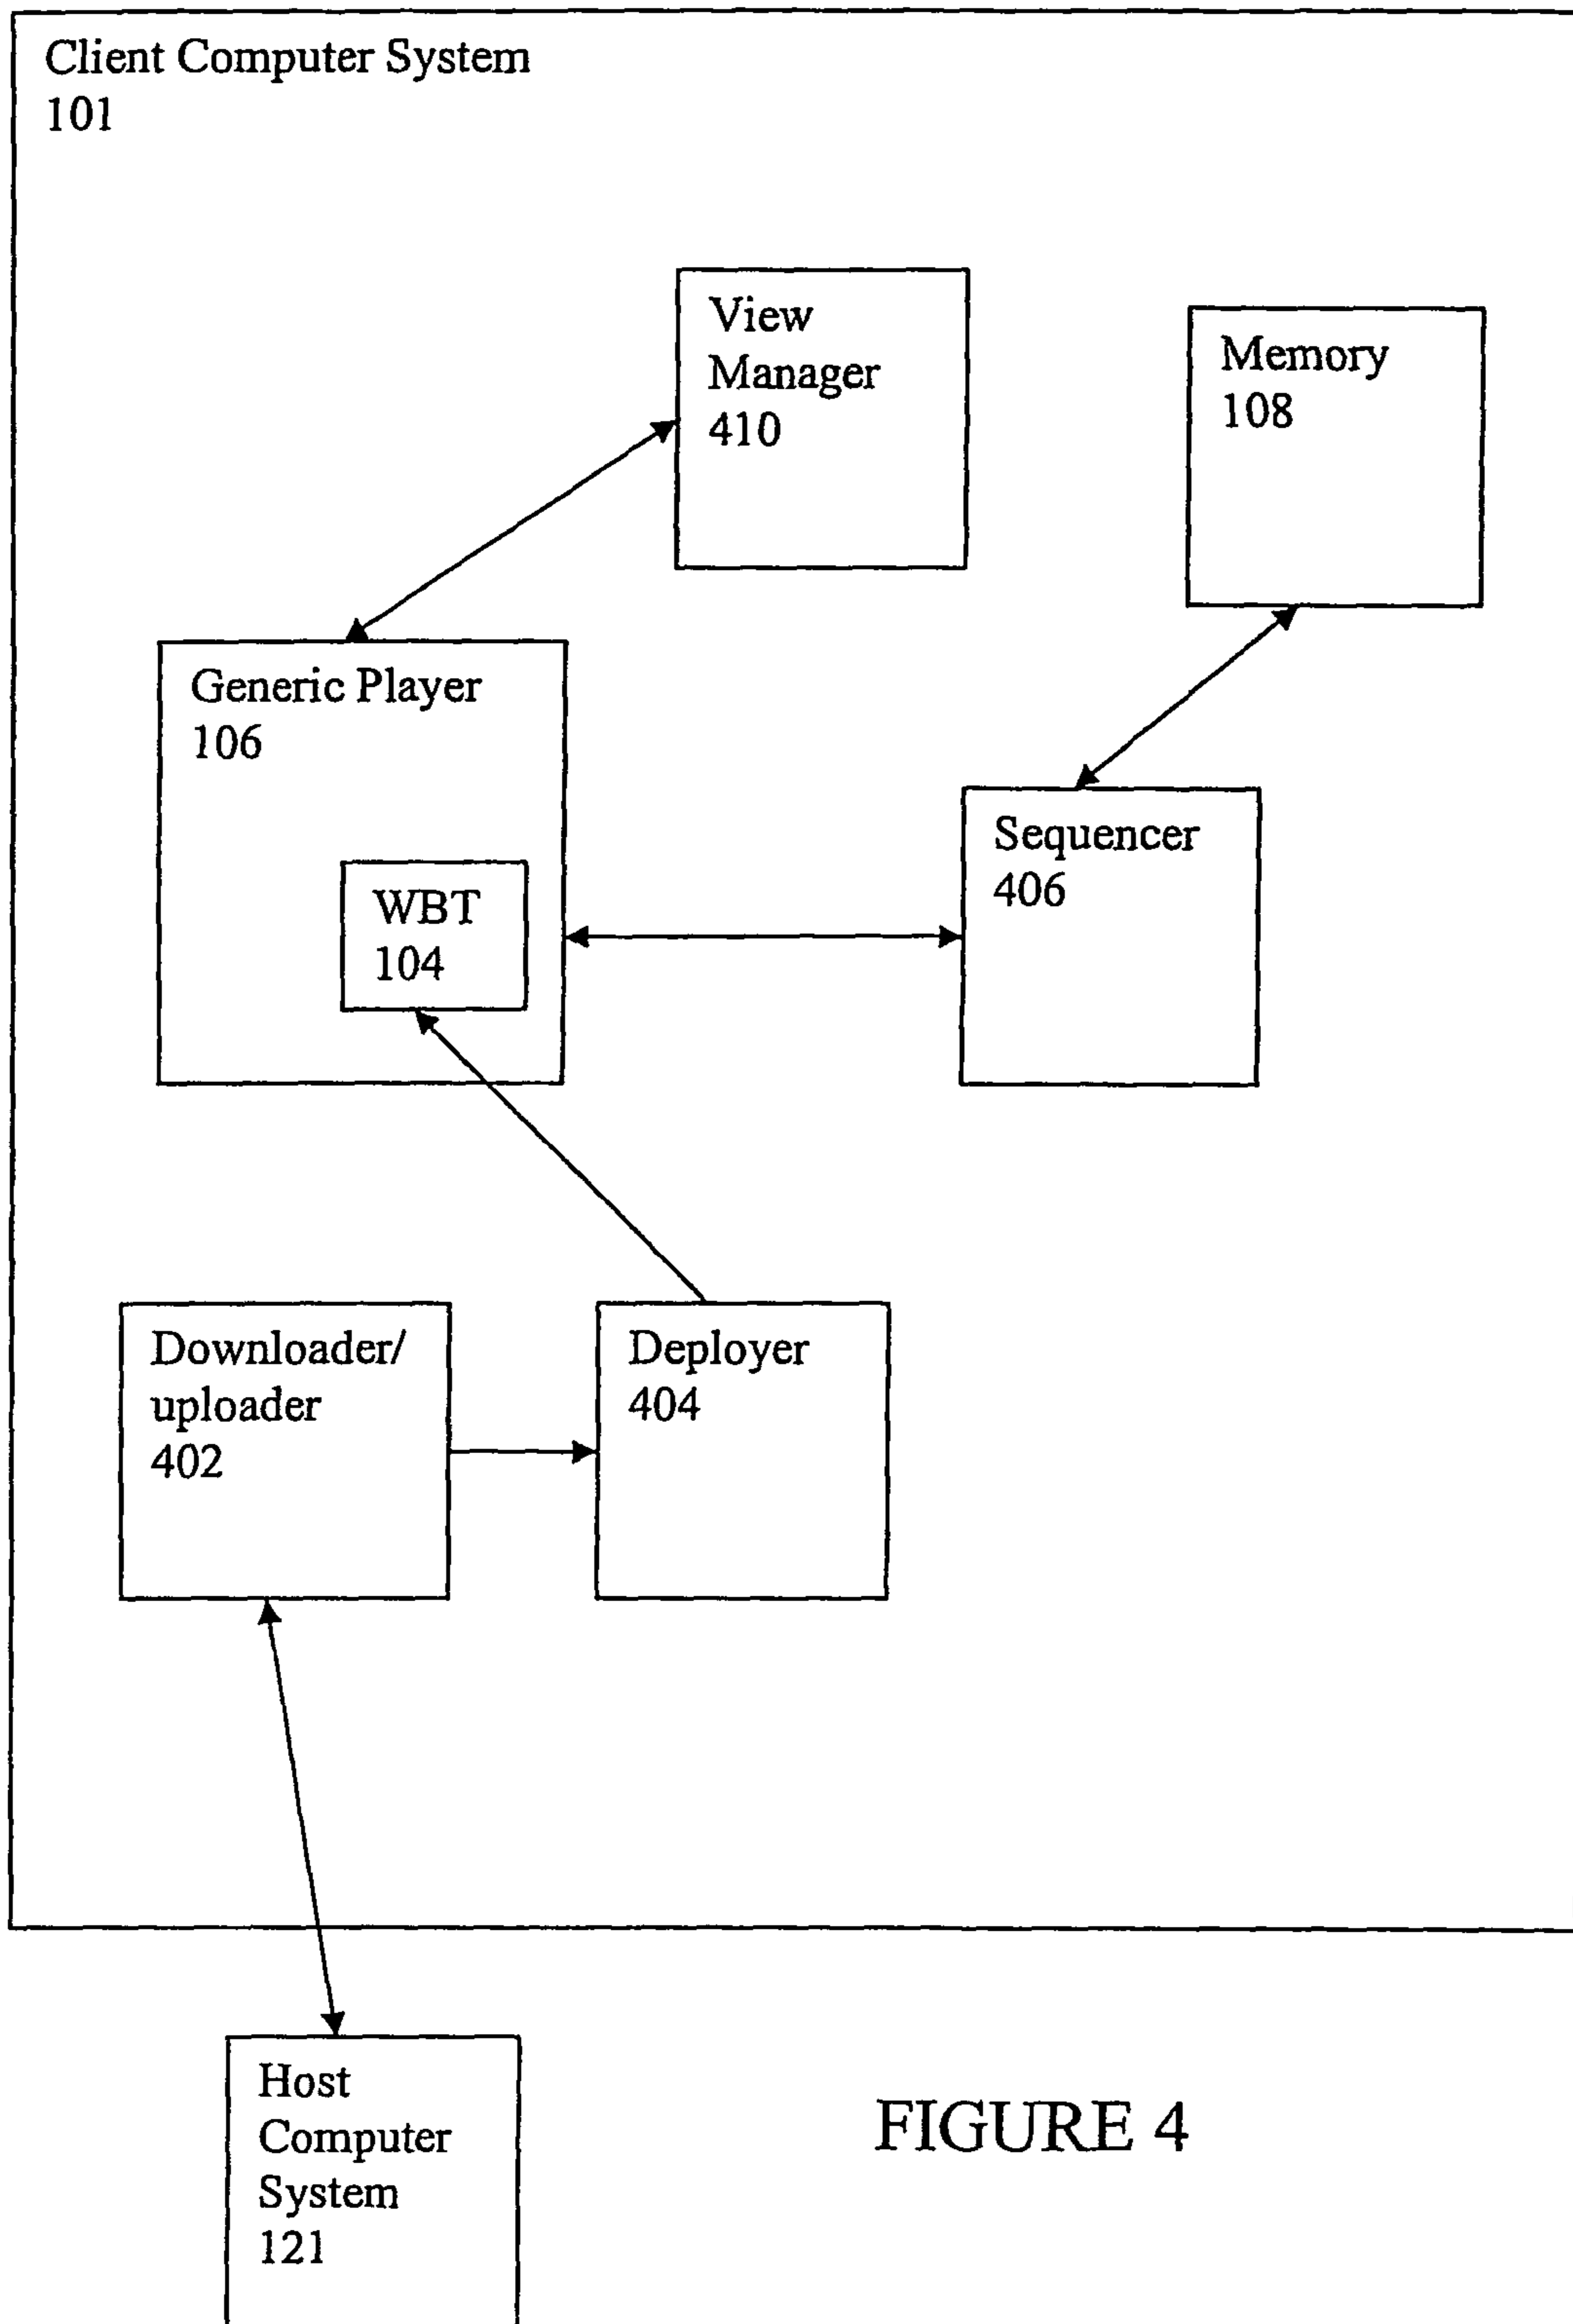 Client Computer System
101
View
Manager
410
Memory
108
Generic Player
106
Sequencer
406
WBT
104
Downloader/
uploader
402
Deployer
404
Host
Computer
System
121
FIGURE 4